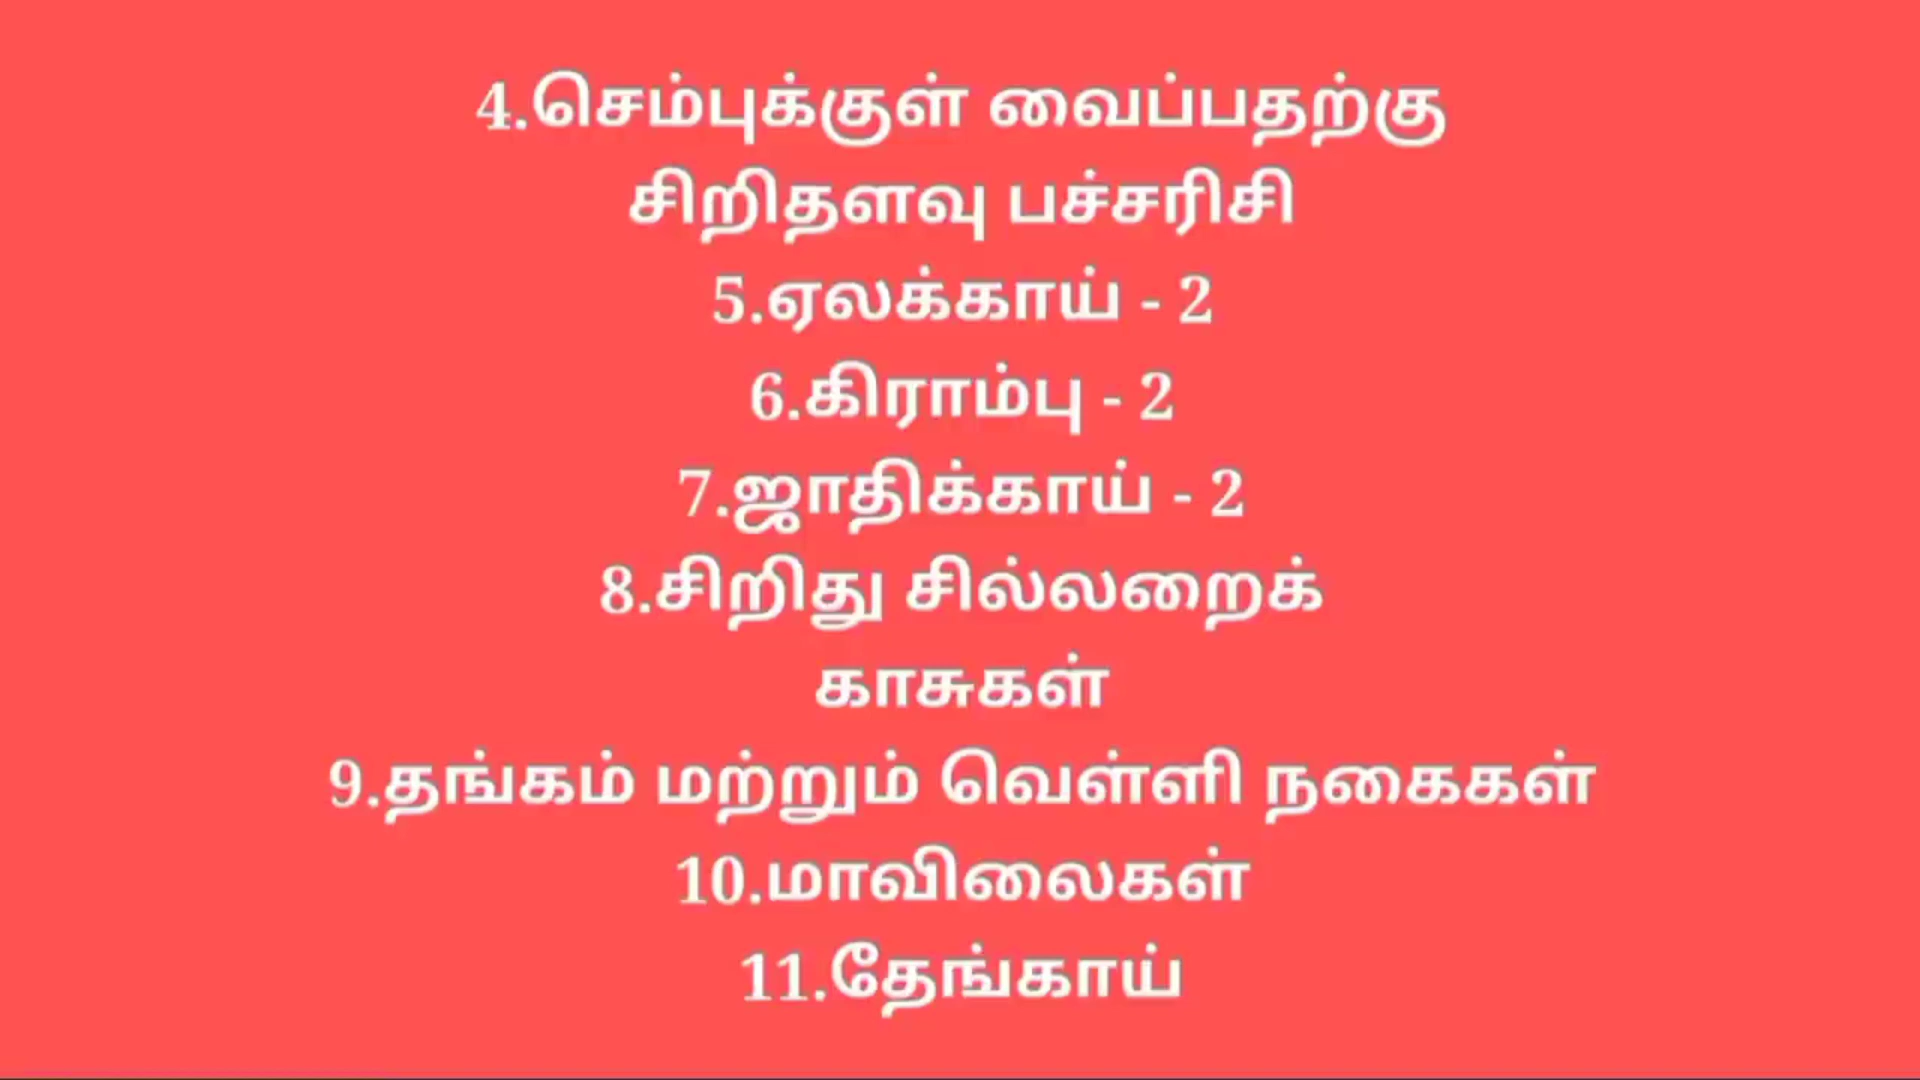 4.செம்புக்குள் வைப்பதற்கு
சிறிதளவு பச்சரிசி
5.ஏலக்காய் - 2
6.கிராம்பு - 2
7.ஜாதிக்காய் - 2
8.சிறிது சில்லறைக்
காசுகள்
9.தங்கம் மற்றும் வெள்ளி நகைகள்
10.மாவிலைகள்
11.தேங்காய்